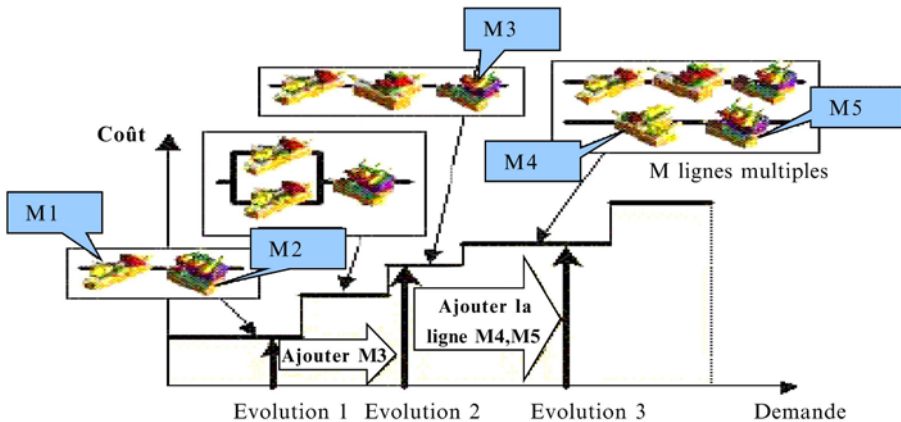 M3
M5
Coût
M4
M lignes multiples
M1
M2
Ajouter la
ligne M4,M5
Ajouter M3
Evolution 1
Evolution 2
Evolution 3
Demande